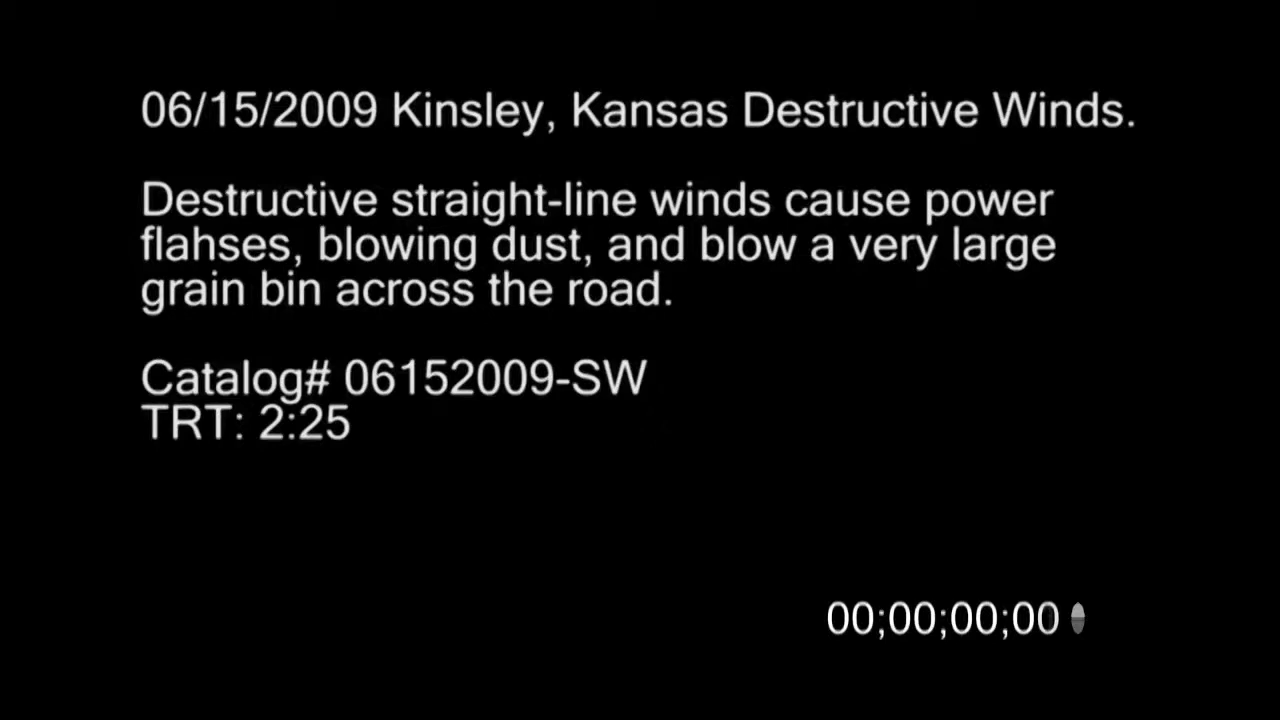 06/15/2009 Kinsley, Kansas Destructive Winds.
Destructive straight-line winds cause power
flahses, blowing dust, and blow a very large
grain bin across the road.
Catalog# 06152009-SW
TRT: 2:25
00;00;00;00